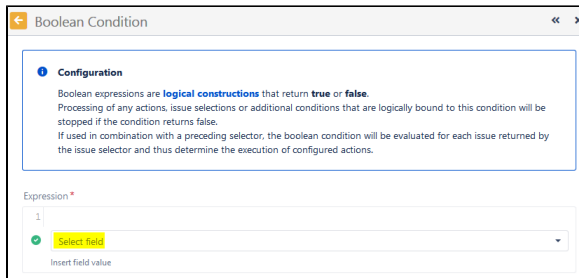 Boolean Condition
Configuration
Boolean expressions are logical constructions that return true or false.
Processing of any actions, issue selections or additional conditions that are logically bound to this condition will be
stopped if the condition returns false.
If used in combination with a preceding selector, the boolean condition will be evaluated for each issue returned by
the issue selector and thus determine the execution of configured actions.
Expression *
1
Select field
Insert field value